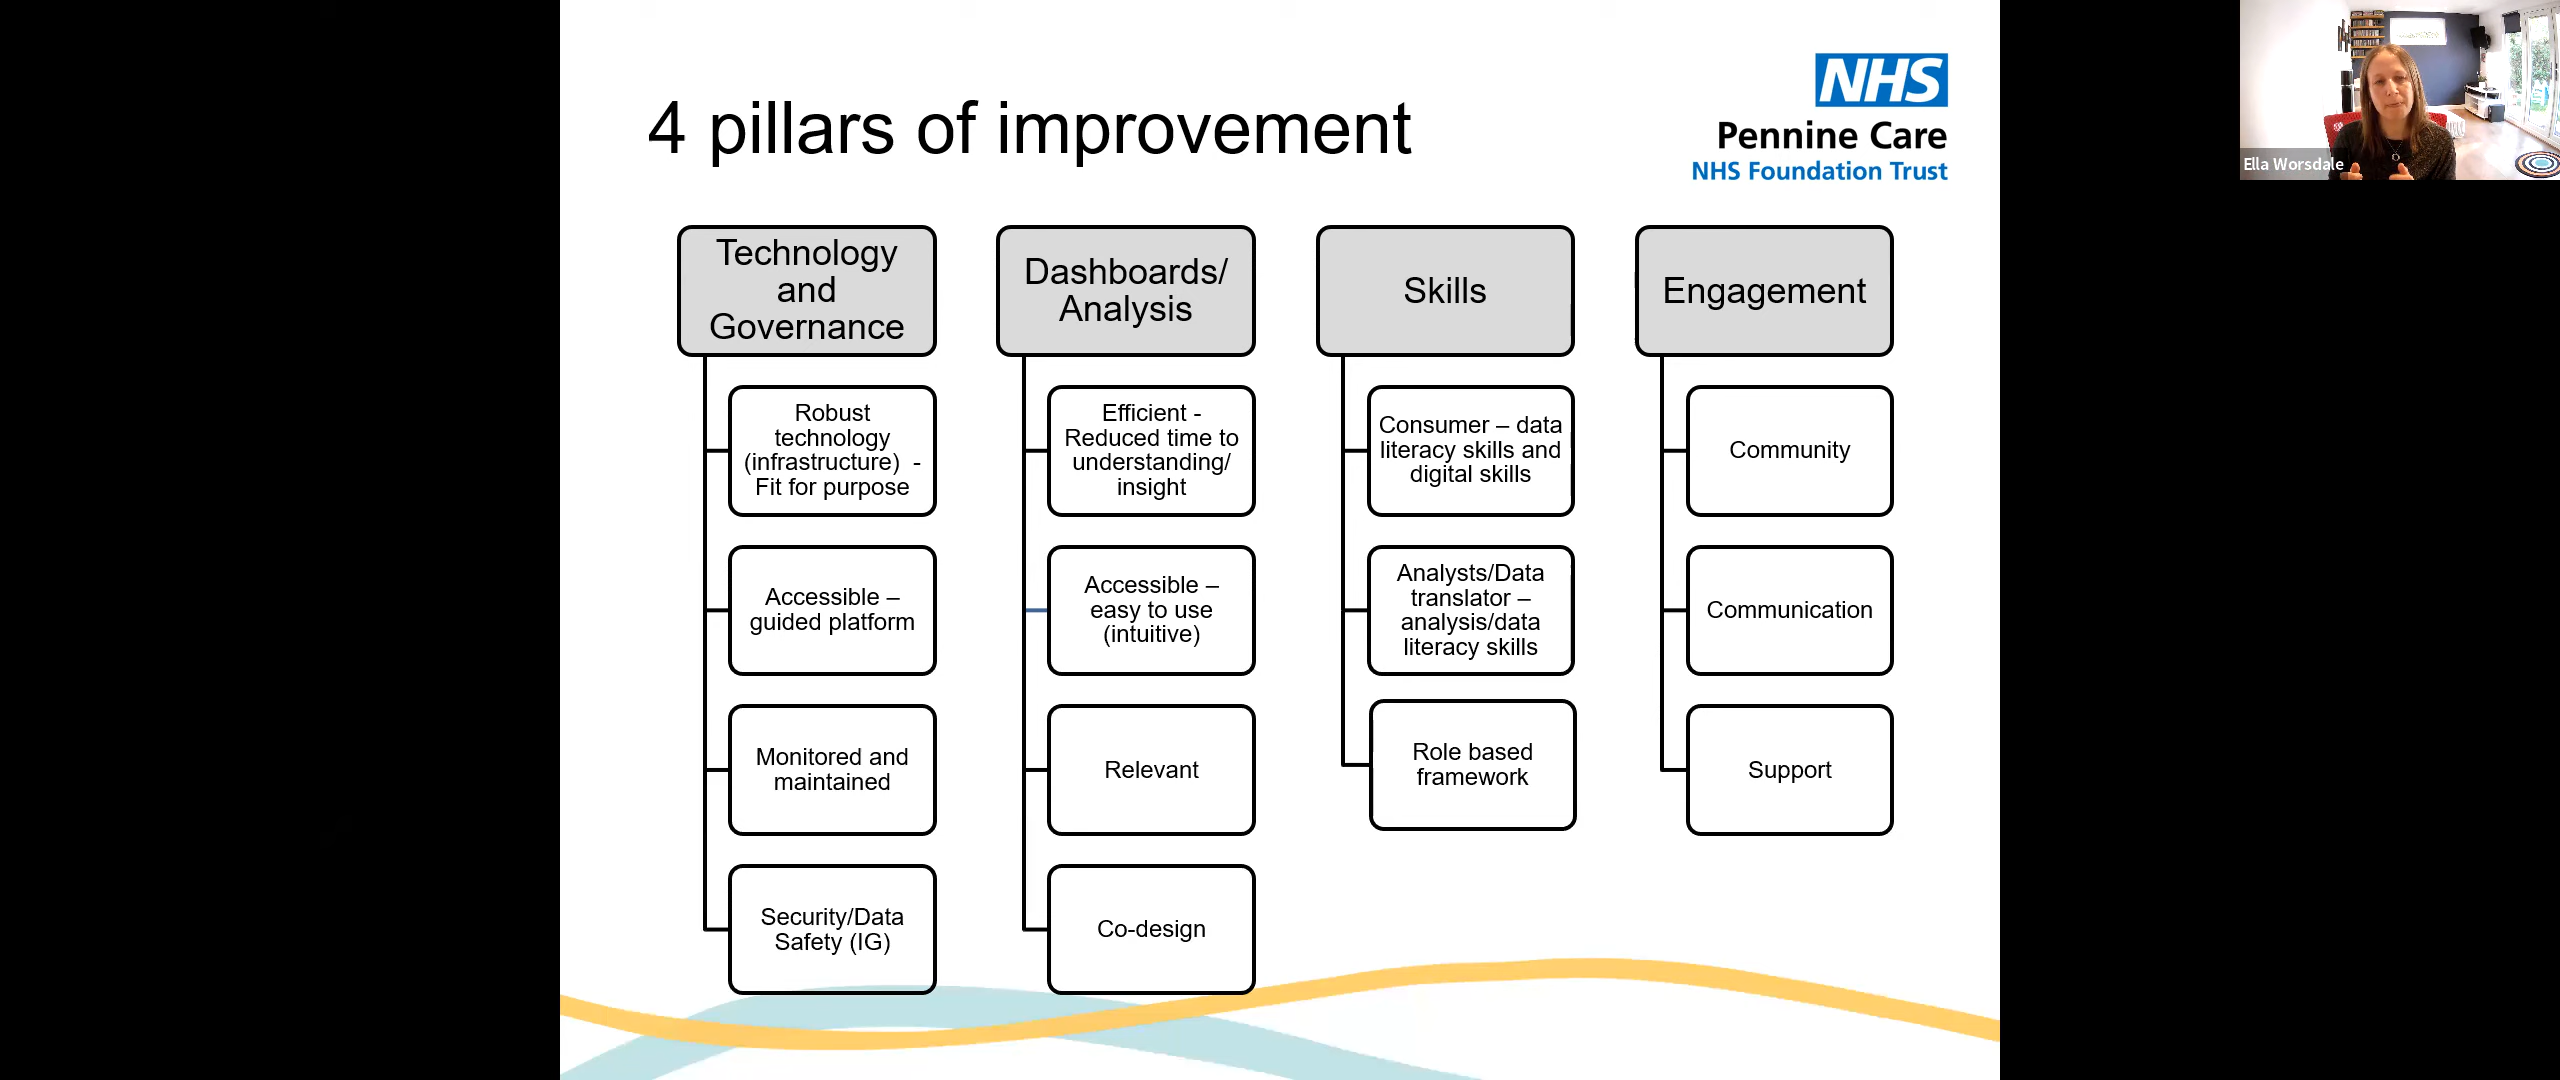 4 pillars of improvement
NHS
Pennine Care
NHS Foundation Trust
Ella Worsdale
Technology
and
Governance
Robust
technology
(infrastructure)  -
Fit for purpose
Accessible –
guided platform
Monitored and
maintained
Security/Data
Safety (IG)
Dashboards/
Analysis
Efficient -
Reduced time to
understanding/
insight
Accessible –
easy to use
(intuitive)
Relevant
Co-design
Skills
Consumer – data
literacy skills and
digital skills
Analysts/Data
translator –
analysis/data
literacy skills
Role based
framework
Engagement
Community
Communication
Support